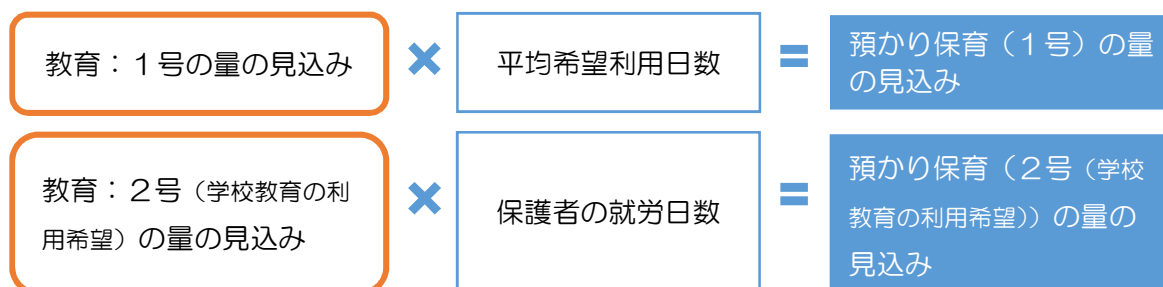 教育：１号の量の見込み
×
平均希望利用日数
=
預かり保育（１号）の量
の見込み
教育：２号（学校教育の利
用希望）の量の見込み
×
保護者の就労日数
=
預かり保育（２号（学校
教育の利用希望））の量の
見込み